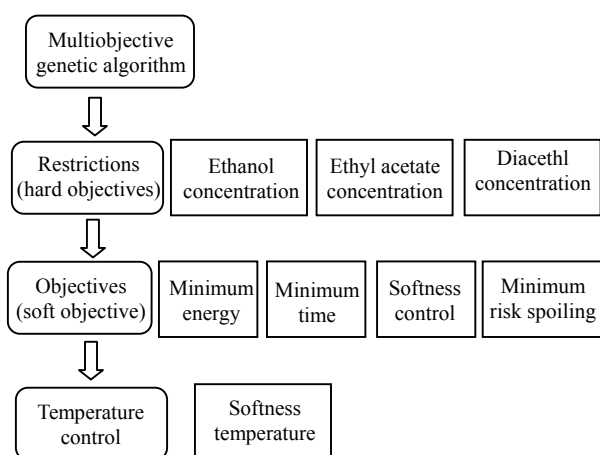 Multiobjective
genetic algorithm
Restrictions
(hard objectives)
Ethanol
concentration
Ethyl acetate
concentration
Diacethl
concentration
Objectives
(soft objective)
Minimum
energy
Minimum
time
Softness
control
Minimum
risk spoiling
Temperature
control
Softness
temperature